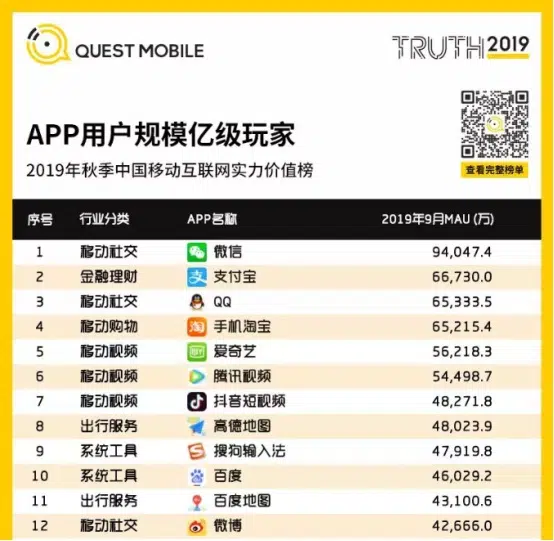 QUEST MOBILE
TRUTH 2019
APP用户规模亿级玩家
2019年秋季中国移动互联网实力价值榜
查看完整榜单
序号 行业分类 APP名称 2019年9月MAU (万)
1 移动社交 微信 94,047.4
2 金融理财 支 支付宝 66,730.0
3 移动社交 QQ 65,333.5
4 移动购物 淘 手机淘宝 65,215.4
5 移动视频 爱奇艺 56,218.3
6 移动视频 腾讯视频 54,498.7
7 移动视频 抖音短视频 48,271.8
8 出行服务 高德地图 48,023.9
9 系统工具 S 搜狗输入法 47,919.8
10 系统工具 百度 46,029.2
11 出行服务 百度地图 43,100.6
12 移动社交 微博 42,666.0